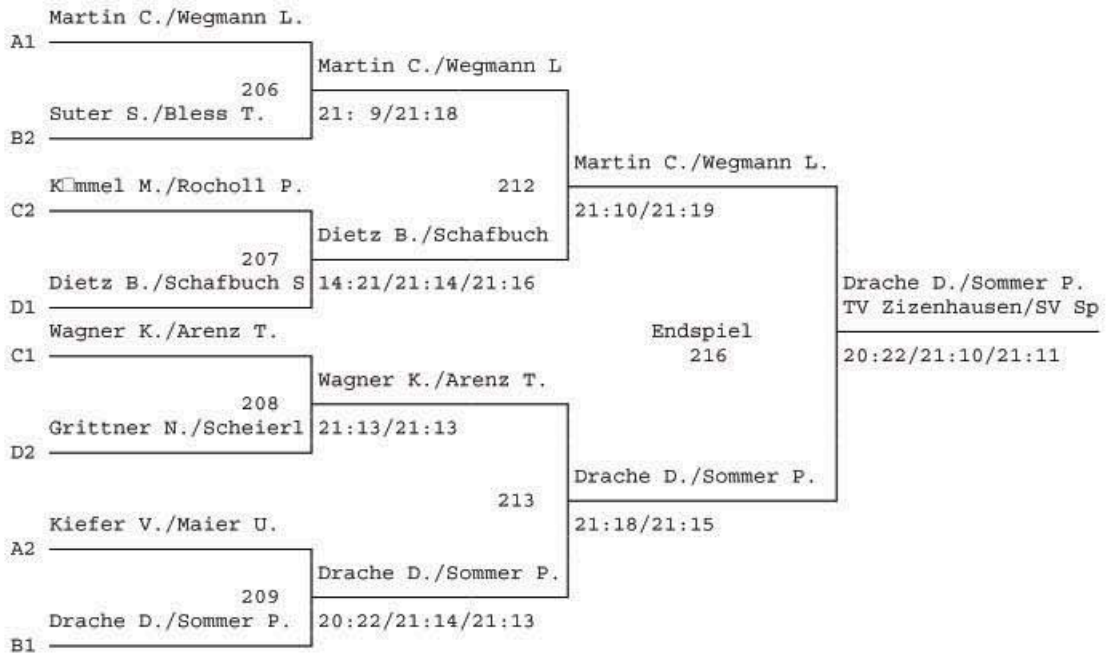 Martin C./Wegmann L.
A1
Martin C./Wegmann L
206
Suter S./Bless T.
21: 9/21:18
B2
Martin C./Wegmann L.
K□mmel M./Rocholl P.
212
C2
21:10/21:19
Dietz B./Schafbuch
207
Dietz B./Schafbuch S
14:21/21:14/21:16
Drache D./Sommer P.
D1
TV Zizenhausen/SV Sp
Wagner K./Arenz T.
Endspiel
C1
216
20:22/21:10/21:11
Wagner K./Arenz T.
208
Grittner N./Scheierl
21:13/21:13
D2
Drache D./Sommer P.
213
Kiefer V./Maier U.
21:18/21:15
A2
Drache D./Sommer P.
209
Drache D./Sommer P.
20:22/21:14/21:13
B1